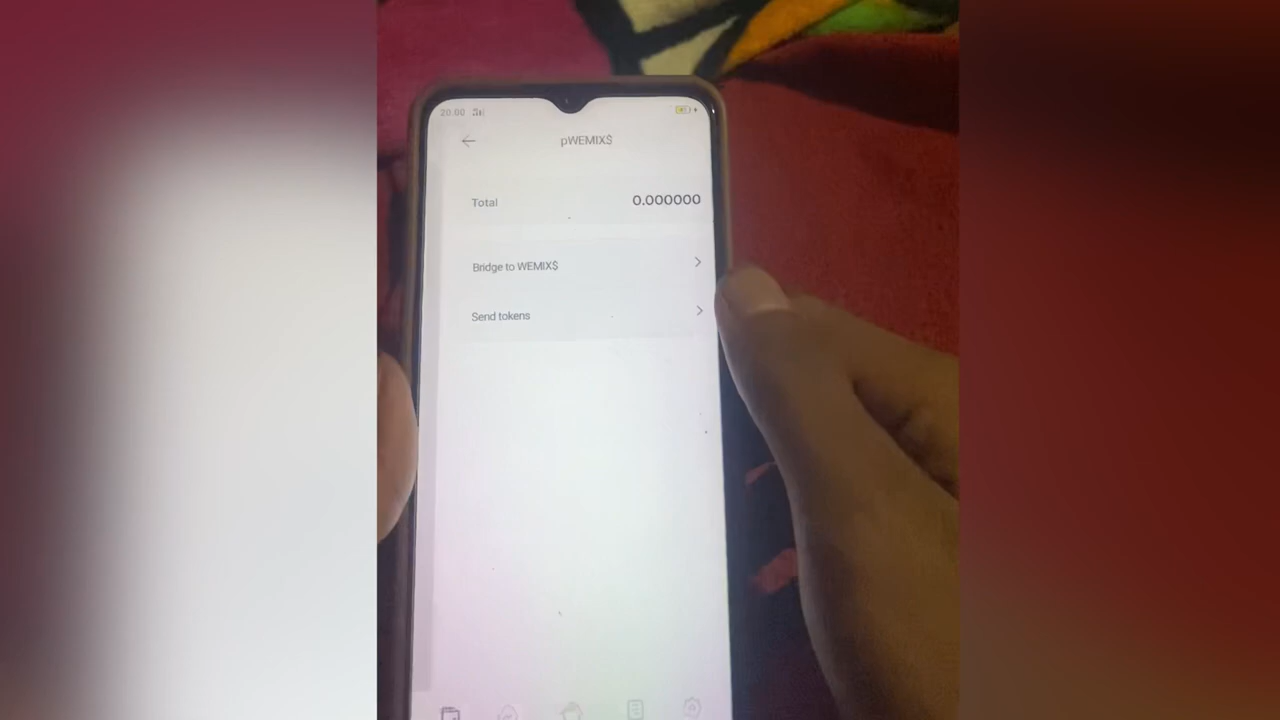 20.00
pWEMIX$
Total 0.000000
Bridge to WEMIX$
Send tokens